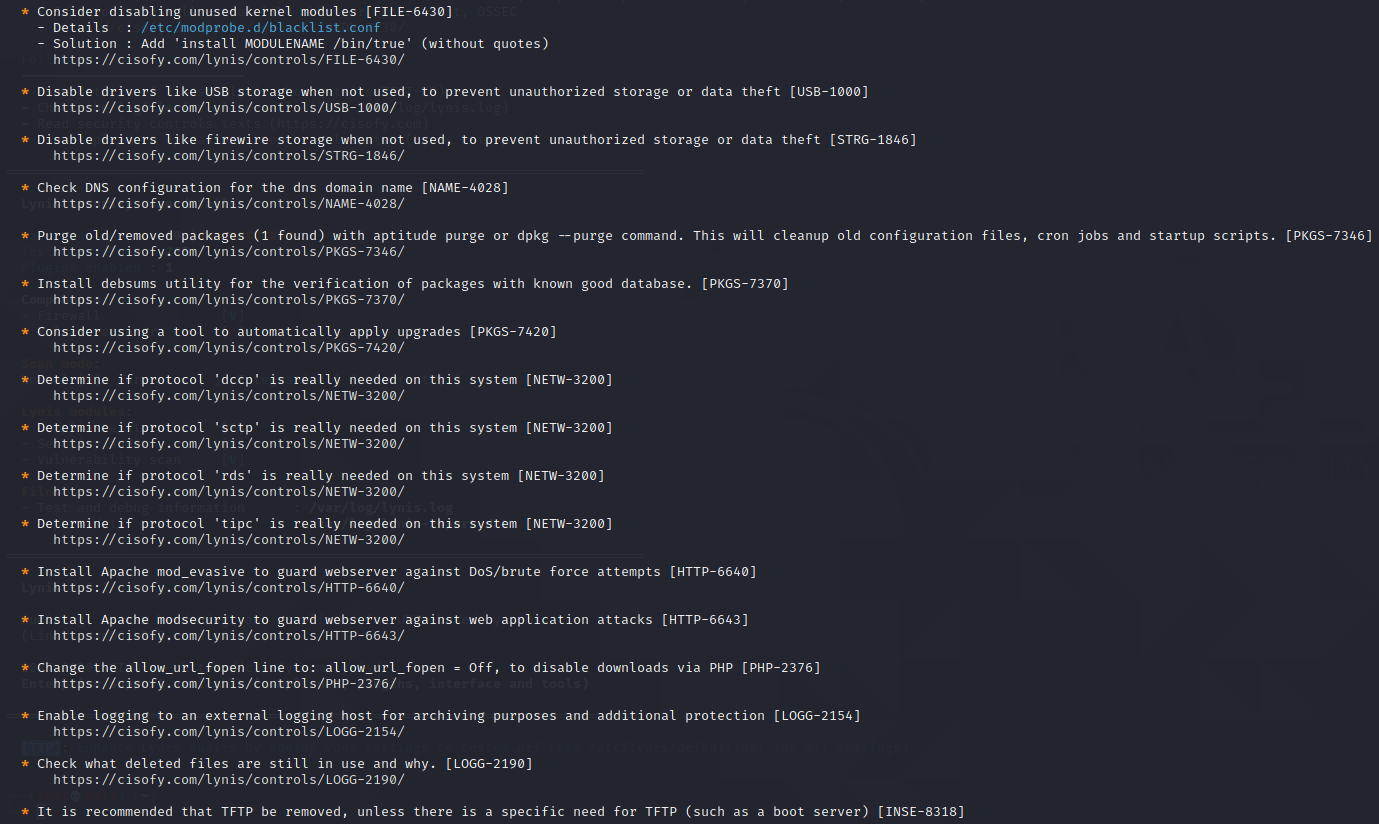 * Consider disabling unused kernel modules [FILE-6430]
- Details : /etc/modprobe.d/blacklist.conf
- Solution : Add 'install MODULENAME /bin/true' (without quotes)
https://cisofy.com/lynis/controls/FILE-6430/
* Disable drivers like USB storage when not used, to prevent unauthorized storage or data theft [USB-1000]
https://cisofy.com/lynis/controls/USB-1000/
* Disable drivers like firewire storage when not used, to prevent unauthorized storage or data theft [STRG-1846]
https://cisofy.com/lynis/controls/STRG-1846/
* Check DNS configuration for the dns domain name [NAME-4028]
https://cisofy.com/lynis/controls/NAME-4028/
* Purge old/removed packages (1 found) with aptitude purge or dpkg --purge command. This will cleanup old configuration files, cron jobs and startup scripts. [PKGS-7346]
https://cisofy.com/lynis/controls/PKGS-7346/
* Install debsums utility for the verification of packages with known good database. [PKGS-7370]
https://cisofy.com/lynis/controls/PKGS-7370/
* Consider using a tool to automatically apply upgrades [PKGS-7420]
https://cisofy.com/lynis/controls/PKGS-7420/
* Determine if protocol 'dccp' is really needed on this system [NETW-3200]
https://cisofy.com/lynis/controls/NETW-3200/
* Determine if protocol 'sctp' is really needed on this system [NETW-3200]
https://cisofy.com/lynis/controls/NETW-3200/
* Determine if protocol 'rds' is really needed on this system [NETW-3200]
https://cisofy.com/lynis/controls/NETW-3200/
* Determine if protocol 'tipc' is really needed on this system [NETW-3200]
https://cisofy.com/lynis/controls/NETW-3200/
* Install Apache mod_evasive to guard webserver against DoS/brute force attempts [HTTP-6640]
https://cisofy.com/lynis/controls/HTTP-6640/
* Install Apache modsecurity to guard webserver against web application attacks [HTTP-6643]
https://cisofy.com/lynis/controls/HTTP-6643/
* Change the allow_url_fopen line to: allow_url_fopen = Off, to disable downloads via PHP [PHP-2376]
https://cisofy.com/lynis/controls/PHP-2376/
* Enable logging to an external logging host for archiving purposes and additional protection [LOGG-2154]
https://cisofy.com/lynis/controls/LOGG-2154/
* Check what deleted files are still in use and why. [LOGG-2190]
https://cisofy.com/lynis/controls/LOGG-2190/
* It is recommended that TFTP be removed, unless there is a specific need for TFTP (such as a boot server) [INSE-8318]